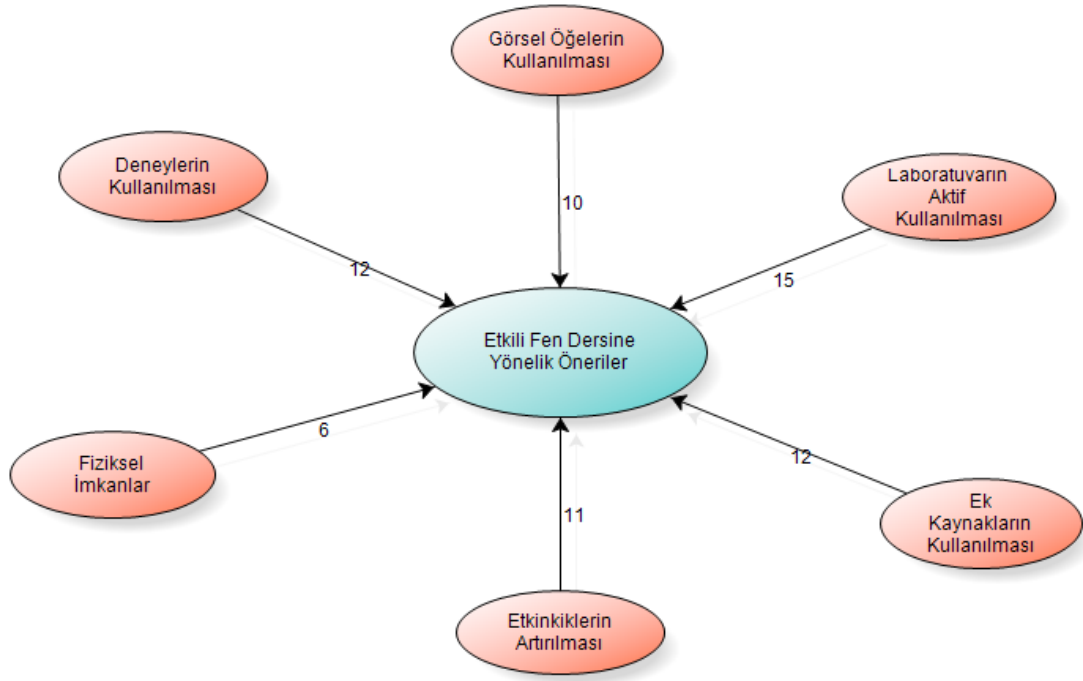 Görsel Öğelerin
Kullanılması
Deneylerin
Kullanılması
Laboratuvarın
Aktif
Kullanılması
10
12
15
Etkili Fen Dersine
Yönelik Öneriler
6
12
Fiziksel
İmkanlar
11
Ek
Kaynakların
Kullanılması
Etkinkiklerin
Artırılması